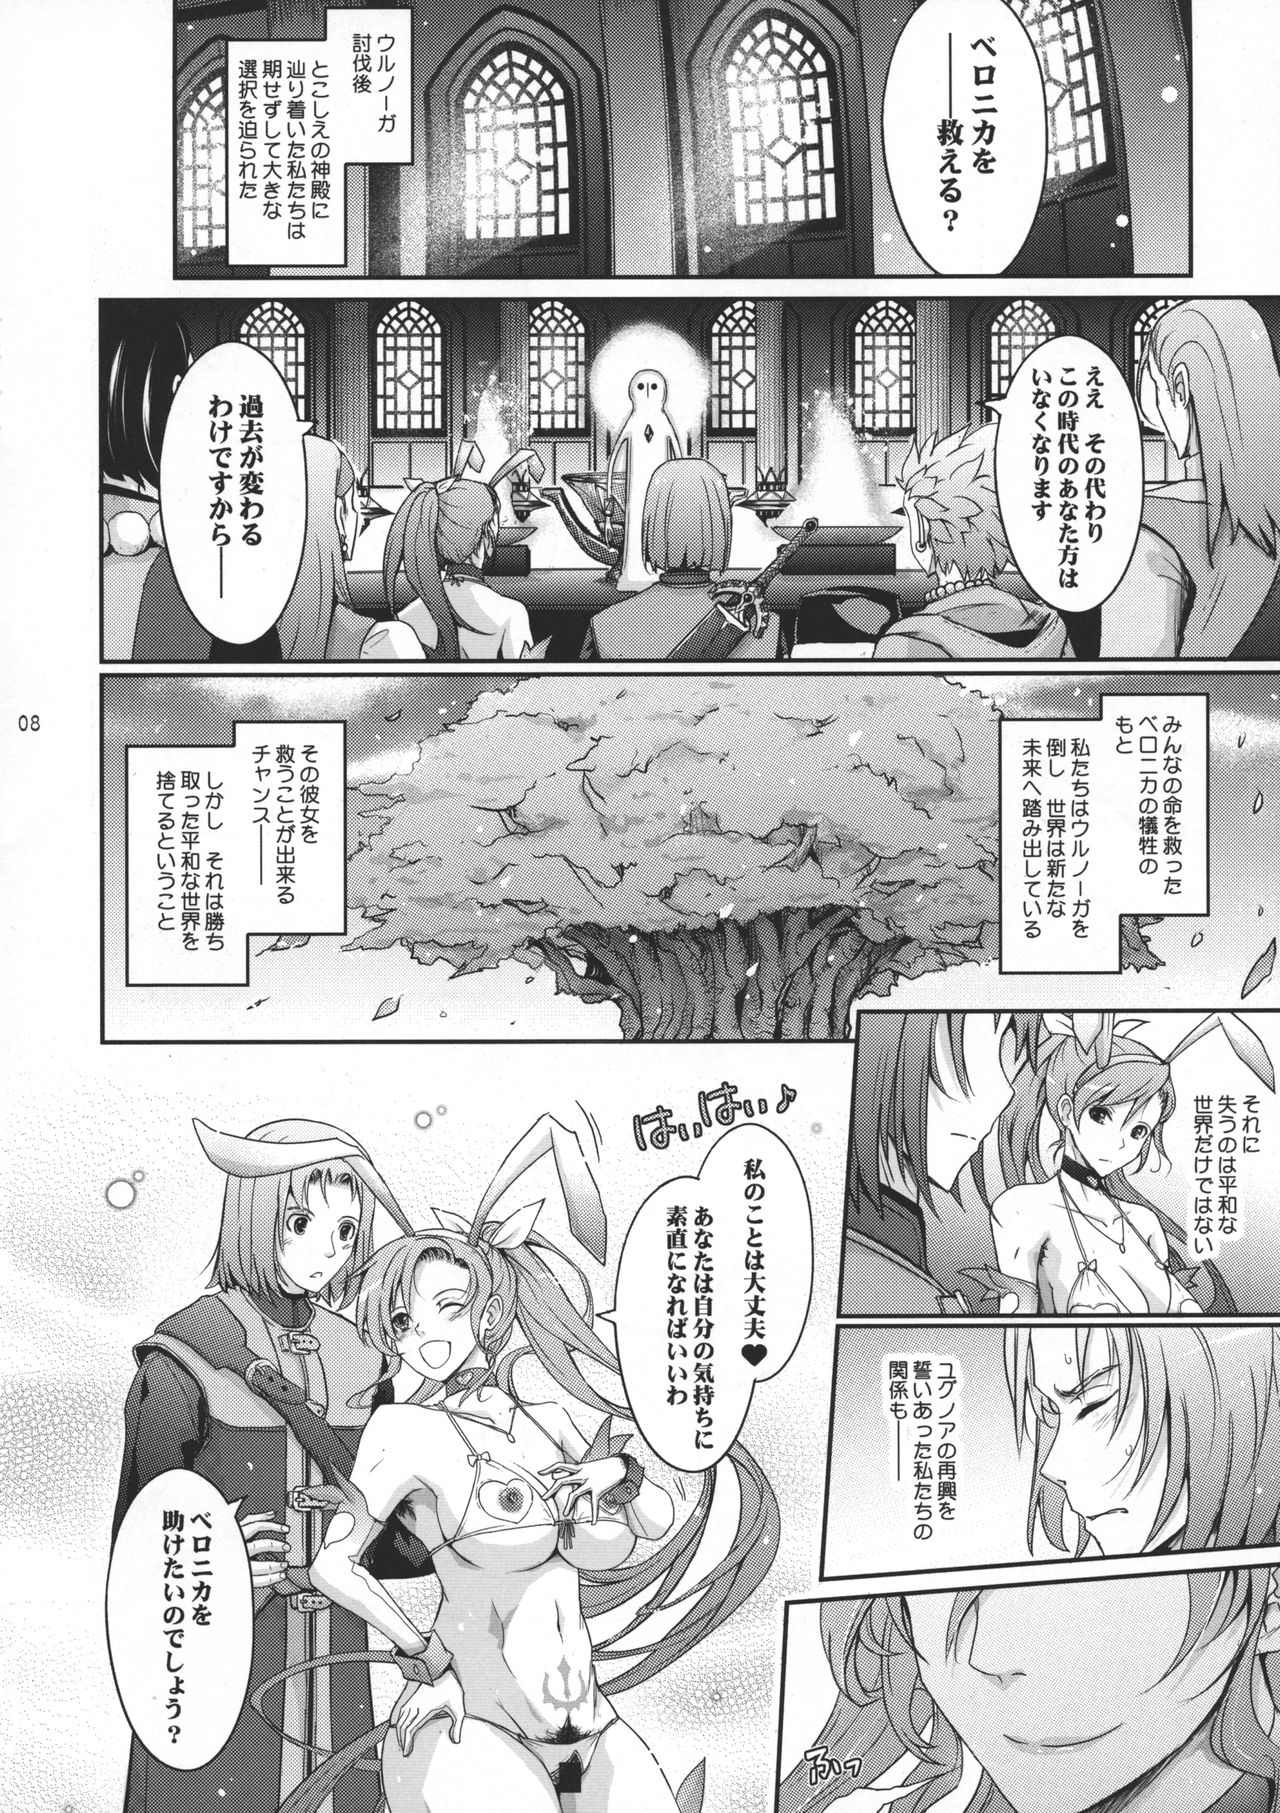 ベロニカを
――救える？
ウルノーガ
討伐後
とこしえの神殿に
辿り着いた私たちは
期せずして大きな
選択を迫られた
ええ　その代わり
この時代のあなた方は
いなくなります
過去が変わる
わけですから――
みんなの命を救った
ベロニカの犠牲の
もと
私たちはウルノーガを
倒し　世界は新たな
未来へ踏み出している
その彼女を
救うことが出来る
チャンス――
しかし　それは勝ち
取った平和な世界を
捨てるということ
それに
失うのは平和な
世界だけではない
ユグノアの再興を
誓いあった私たちの
関係も――
ふっ
はいはい♪
私のことは大丈夫♥
あなたは自分の気持ちに
素直になればいいわ
ベロニカを
助けたいのでしょう？
08